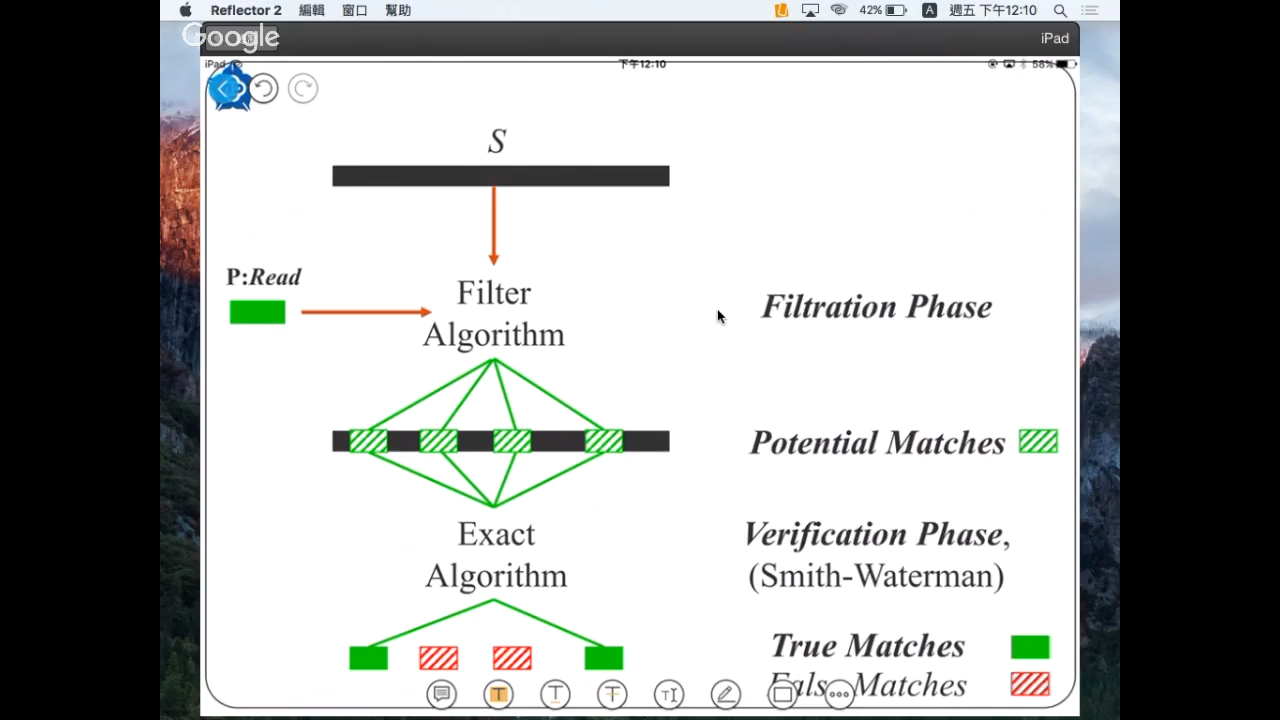 Reflector 2 編輯 窗口 幫助 42% A 週五 下午12:10
Google
iPad
iPad 下午12:10 58%
S
P:Read
Filter
Algorithm
Filtration Phase
Potential Matches
Exact
Algorithm
Verification Phase,
(Smith-Waterman)
True Matches
Matches
T T T T